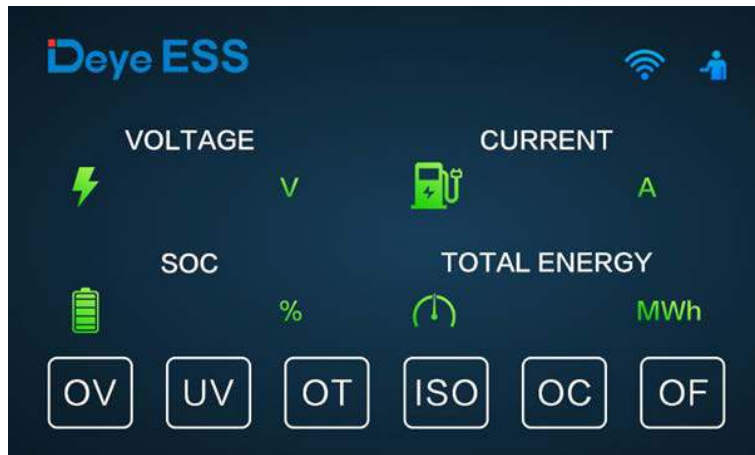 Deye ESS
VOLTAGE CURRENT
V A
SOC TOTAL ENERGY
% MWh
OV UV OT ISO OC OF